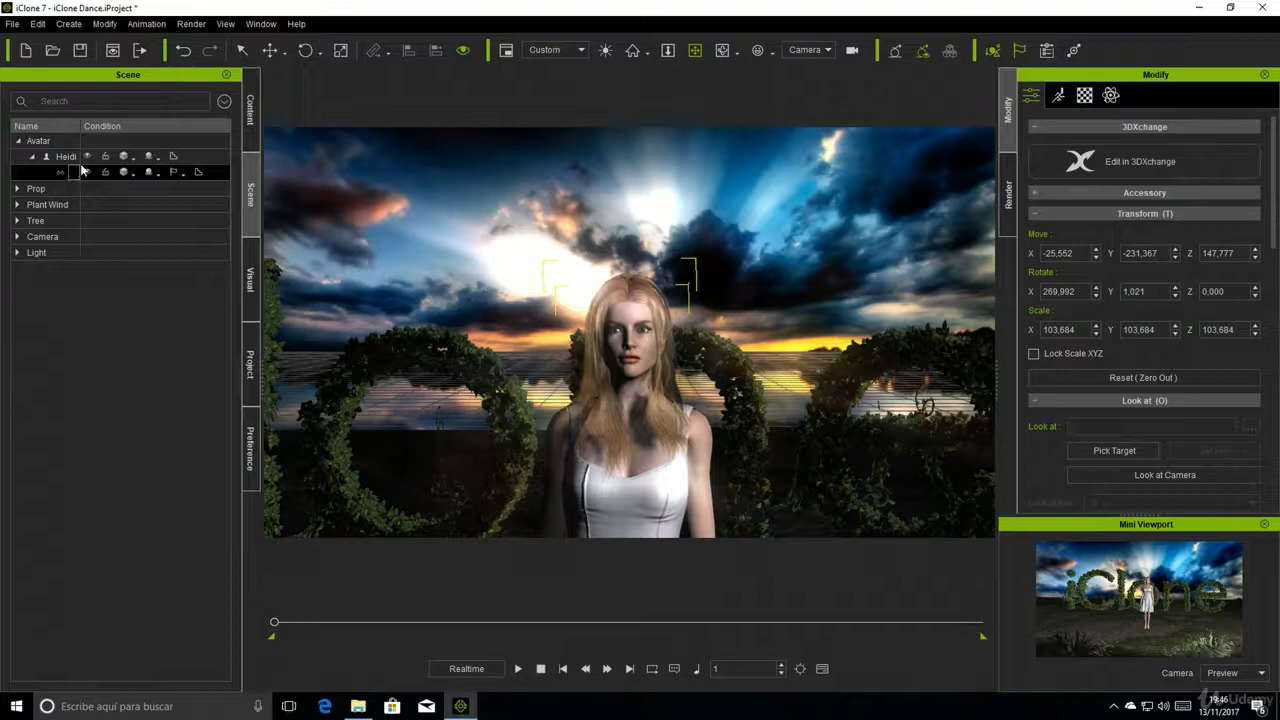 iClone 7 - iClone Dance.iProject *
File Edit Create Modify Animation Render View Window Help
Custom
Camera
Scene
Search
Name Condition
Avatar
Heidi
Prop
Plant Wind
Tree
Camera
Light
Content
Scene
Visual
Project
Preference
Modify
Render
Modify
3DXchange
Edit in 3DXchange
Accessory
Transform (T)
Move :
X -25,552 Y -231,367 Z 147,777
Rotate :
X 269,992 Y 1,021 Z 0,000
Scale :
X 103,684 Y 103,684 Z 103,684
Lock Scale XYZ
Reset ( Zero Out )
Look at (O)
Look at :
Pick Target
Look at Camera
Mini Viewport
iClone
Camera Preview
Realtime
1
Escribe aquí para buscar
19:46
13/11/2017
6
Udemy